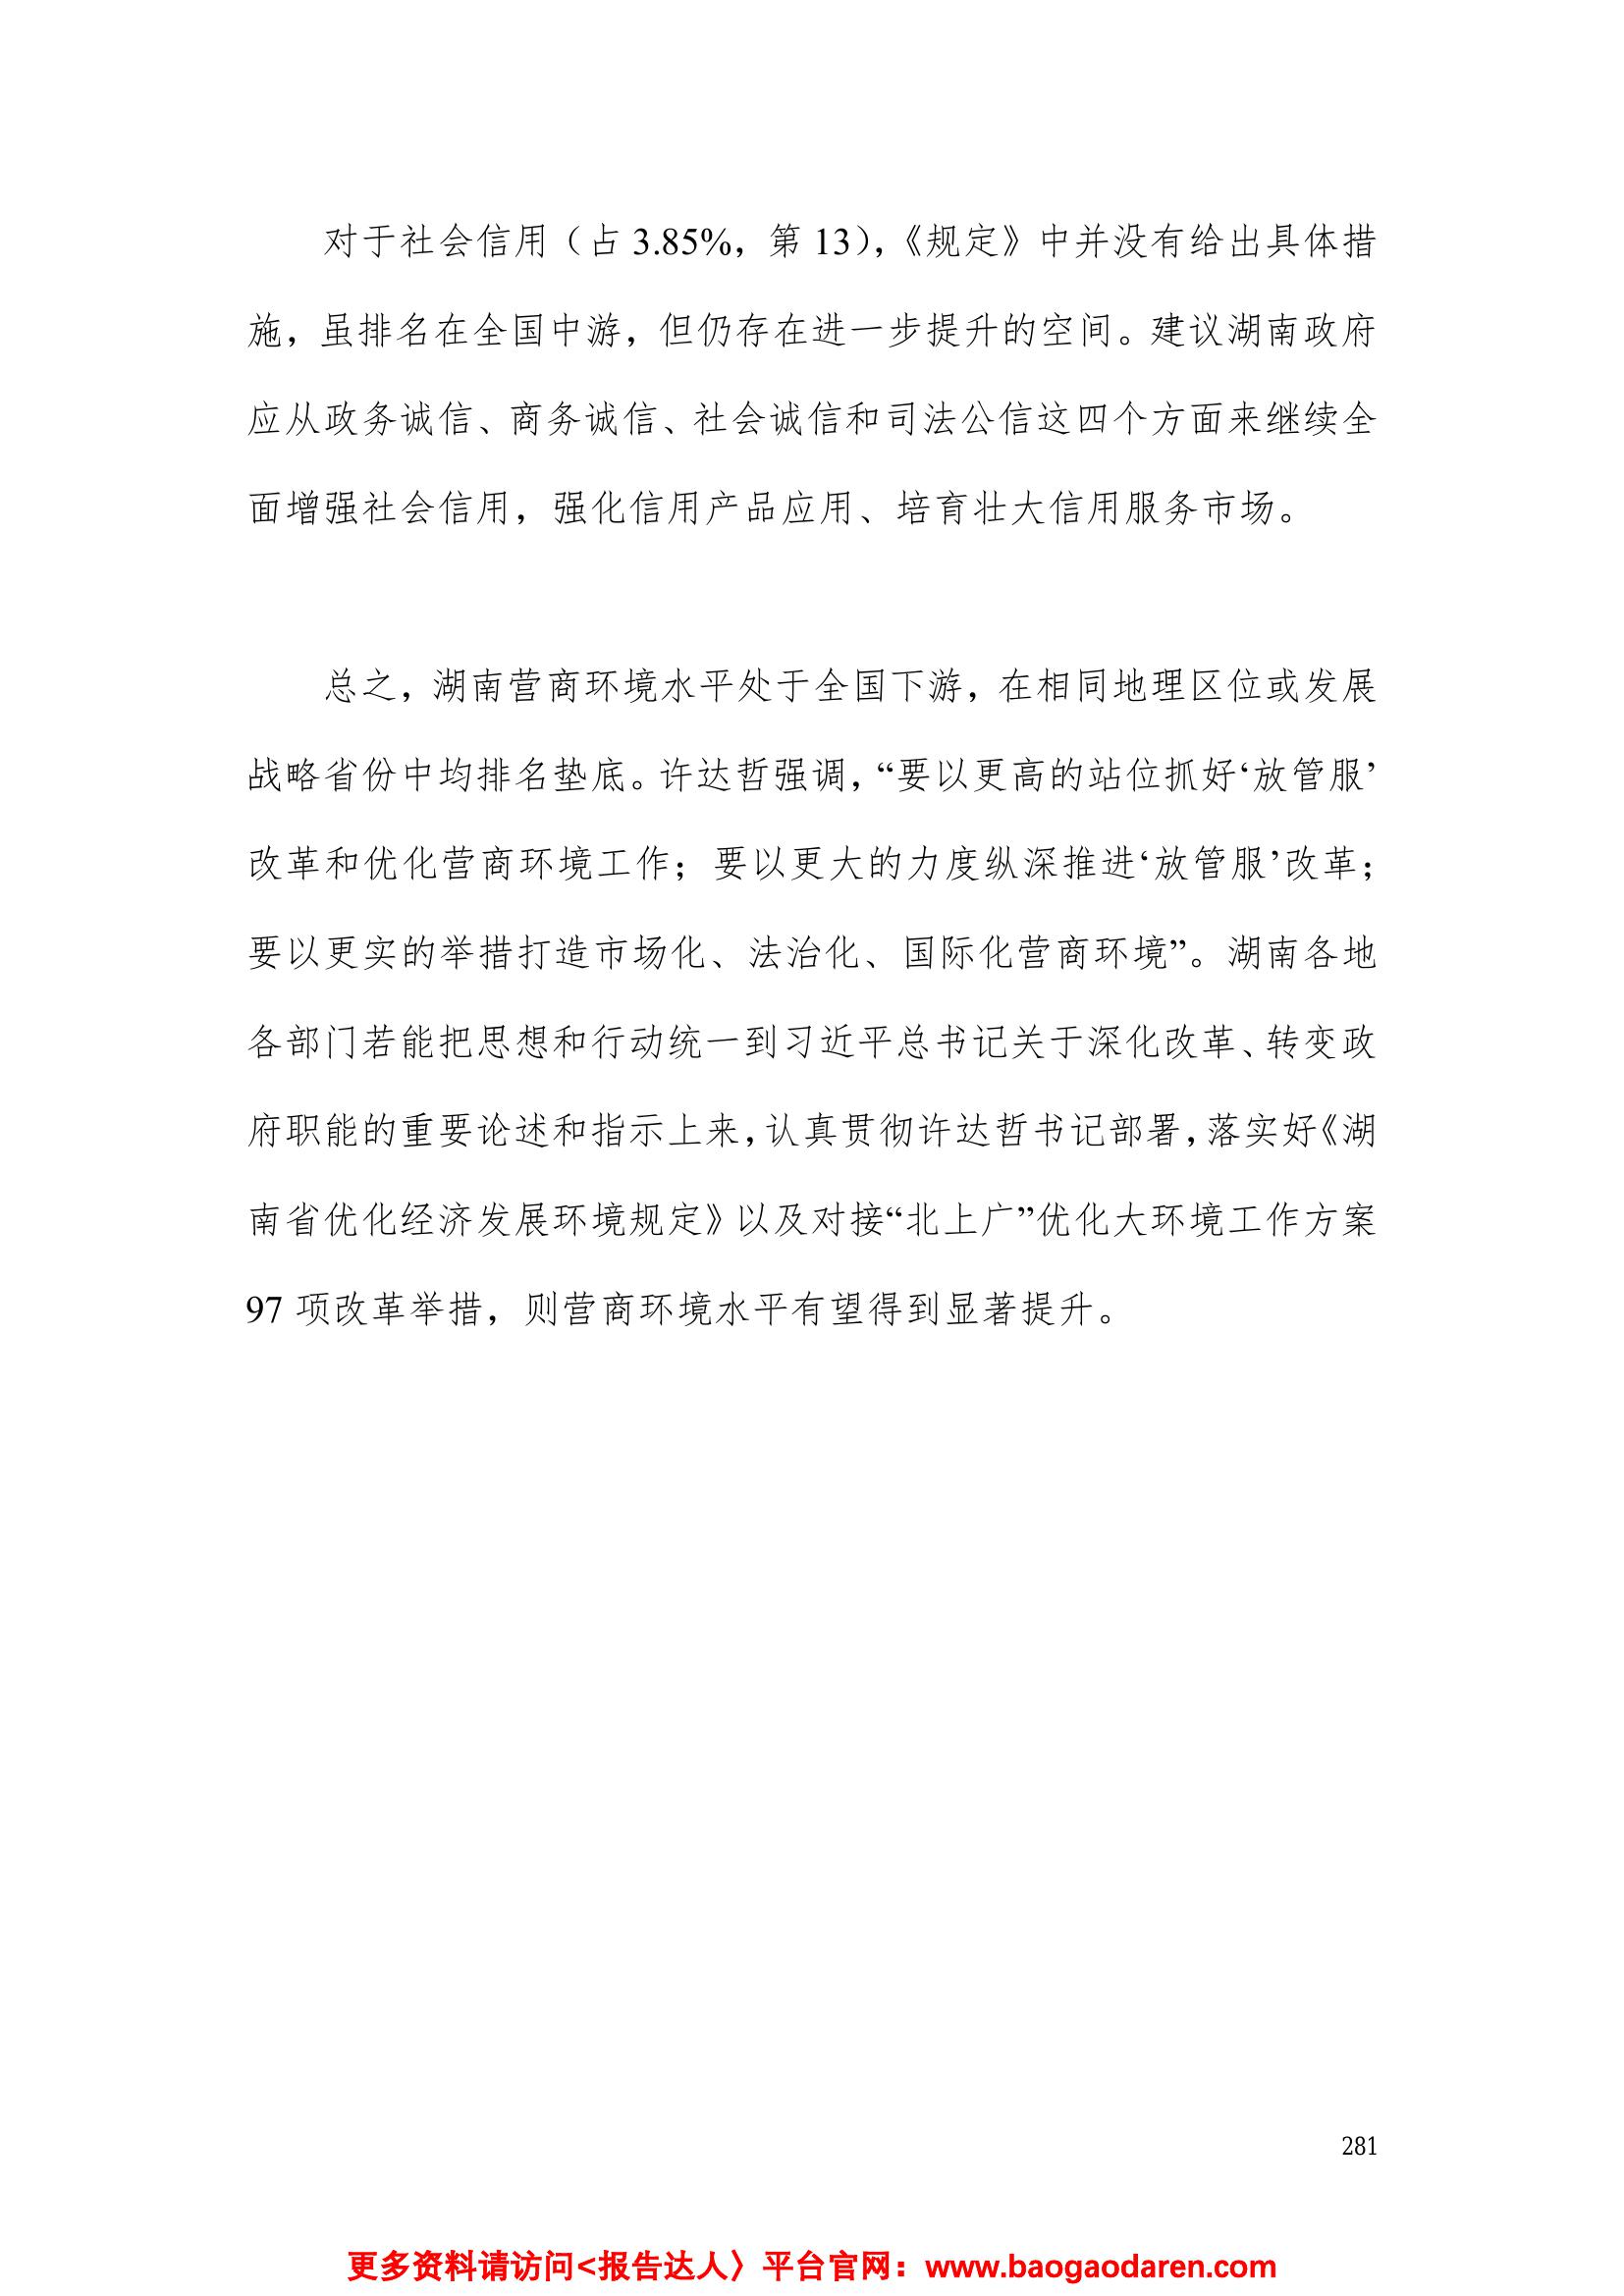 对于社会信用（占 3.85%，第 13），《规定》中并没有给出具体措
施，虽排名在全国中游，但仍存在进一步提升的空间。建议湖南政府
应从政务诚信、商务诚信、社会诚信和司法公信这四个方面来继续全
面增强社会信用，强化信用产品应用、培育壮大信用服务市场。
总之，湖南营商环境水平处于全国下游，在相同地理区位或发展
战略省份中均排名垫底。许达哲强调，“要以更高的站位抓好‘放管服’
改革和优化营商环境工作；要以更大的力度纵深推进‘放管服’改革；
要以更实的举措打造市场化、法治化、国际化营商环境”。湖南各地
各部门若能把思想和行动统一到习近平总书记关于深化改革、转变政
府职能的重要论述和指示上来，认真贯彻许达哲书记部署，落实好《湖
南省优化经济发展环境规定》以及对接“北上广”优化大环境工作方案
97 项改革举措，则营商环境水平有望得到显著提升。
281
更多资料请访问<报告达人〉平台官网：www.baogaodaren.com